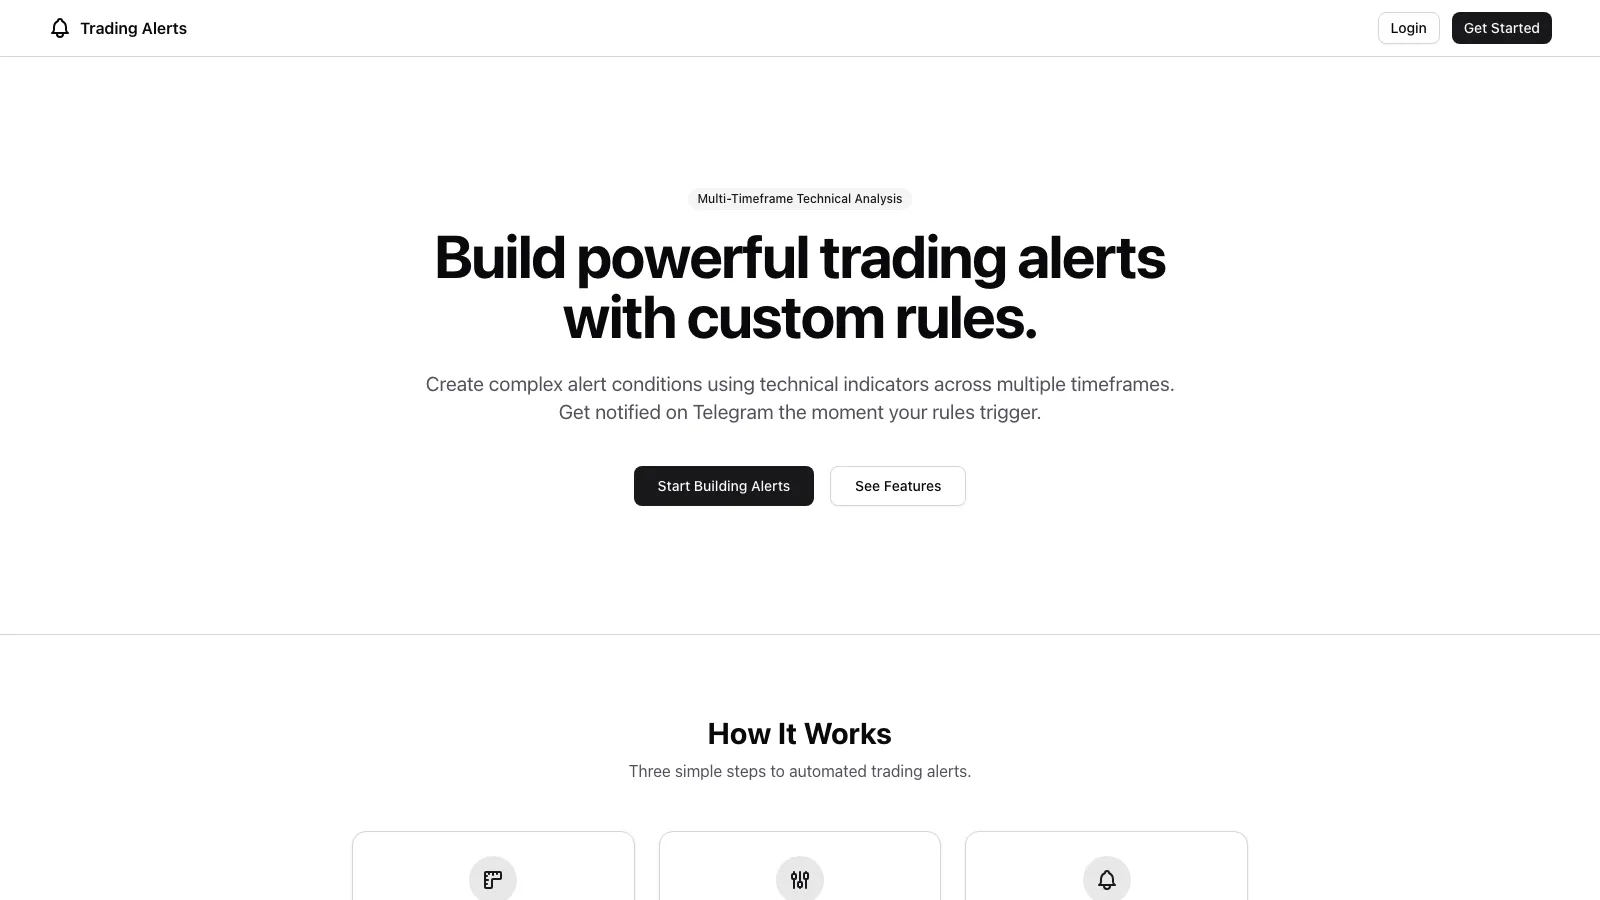 Trading Alerts
Login
Get Started
Multi-Timeframe Technical Analysis
Build powerful trading alerts
with custom rules.
Create complex alert conditions using technical indicators across multiple timeframes.
Get notified on Telegram the moment your rules trigger.
Start Building Alerts
See Features
How It Works
Three simple steps to automated trading alerts.